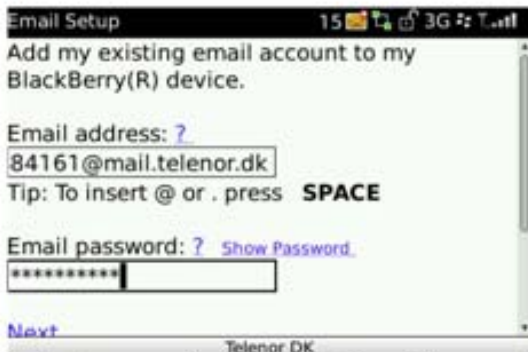 Email Setup 15 3G
Add my existing email account to my
BlackBerry(R) device.
Email address: ?
84161@mail.telenor.dk
Tip: To insert @ or . press SPACE
Email password: ? Show Password
**********
Next
Telenor DK